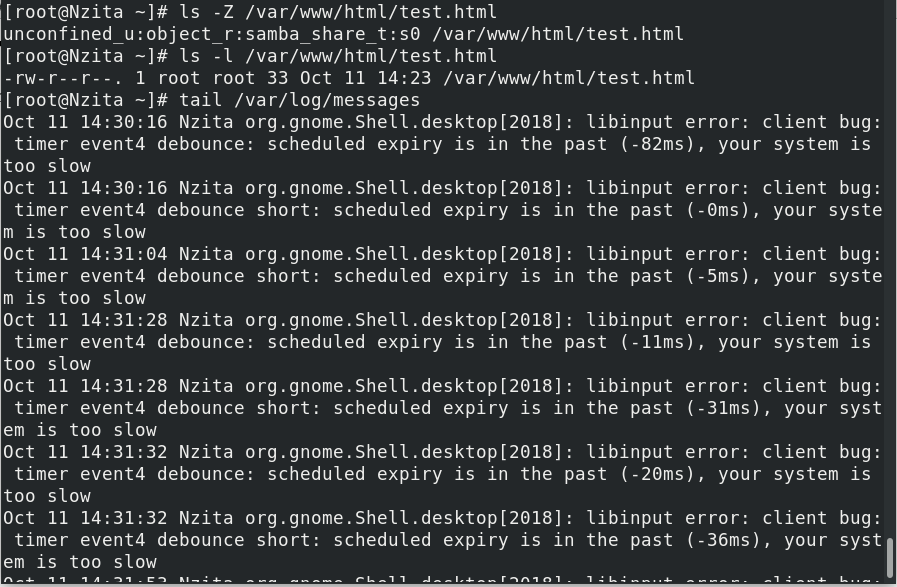 [root@Nzita ~]# ls -Z /var/www/html/test.html
unconfined_u:object_r:samba_share_t:s0 /var/www/html/test.html
[root@Nzita ~]# ls -l /var/www/html/test.html
-rw-r--r--. 1 root root 33 Oct 11 14:23 /var/www/html/test.html
[root@Nzita ~]# tail /var/log/messages
Oct 11 14:30:16 Nzita org.gnome.Shell.desktop[2018]: libinput error: client bug:
 timer event4 debounce: scheduled expiry is in the past (-82ms), your system is
too slow
Oct 11 14:30:16 Nzita org.gnome.Shell.desktop[2018]: libinput error: client bug:
 timer event4 debounce short: scheduled expiry is in the past (-0ms), your syste
m is too slow
Oct 11 14:31:04 Nzita org.gnome.Shell.desktop[2018]: libinput error: client bug:
 timer event4 debounce short: scheduled expiry is in the past (-5ms), your syste
m is too slow
Oct 11 14:31:28 Nzita org.gnome.Shell.desktop[2018]: libinput error: client bug:
 timer event4 debounce: scheduled expiry is in the past (-11ms), your system is
too slow
Oct 11 14:31:28 Nzita org.gnome.Shell.desktop[2018]: libinput error: client bug:
 timer event4 debounce short: scheduled expiry is in the past (-31ms), your syst
em is too slow
Oct 11 14:31:32 Nzita org.gnome.Shell.desktop[2018]: libinput error: client bug:
 timer event4 debounce: scheduled expiry is in the past (-20ms), your system is
too slow
Oct 11 14:31:32 Nzita org.gnome.Shell.desktop[2018]: libinput error: client bug:
 timer event4 debounce short: scheduled expiry is in the past (-36ms), your syst
em is too slow